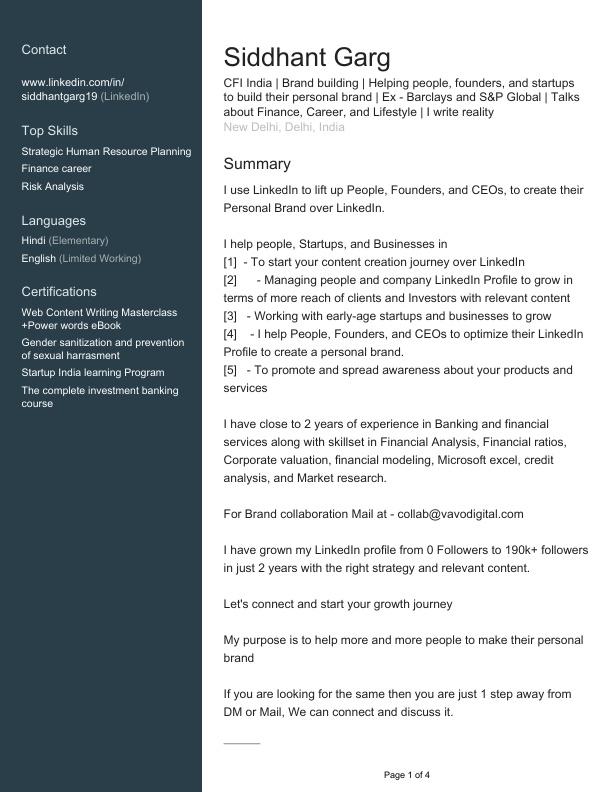 Contact
www.linkedin.com/in/
siddhantgarg19 (LinkedIn)
Top Skills
Strategic Human Resource Planning
Finance career
Risk Analysis
Languages
Hindi (Elementary)
English (Limited Working)
Certifications
Web Content Writing Masterclass
+Power words eBook
Gender sanitization and prevention
of sexual harrasment
Startup India learning Program
The complete investment banking
course
Siddhant Garg
CFI India | Brand building | Helping people, founders, and startups
to build their personal brand | Ex - Barclays and S&P Global | Talks
about Finance, Career, and Lifestyle | I write reality
New Delhi, Delhi, India
Summary
I use LinkedIn to lift up People, Founders, and CEOs, to create their
Personal Brand over LinkedIn.
I help people, Startups, and Businesses in
[1] - To start your content creation journey over LinkedIn
[2] - Managing people and company LinkedIn Profile to grow in
terms of more reach of clients and Investors with relevant content
[3] - Working with early-age startups and businesses to grow
[4] - I help People, Founders, and CEOs to optimize their LinkedIn
Profile to create a personal brand.
[5] - To promote and spread awareness about your products and
services
I have close to 2 years of experience in Banking and financial
services along with skillset in Financial Analysis, Financial ratios,
Corporate valuation, financial modeling, Microsoft excel, credit
analysis, and Market research.
For Brand collaboration Mail at - collab@vavodigital.com
I have grown my LinkedIn profile from 0 Followers to 190k+ followers
in just 2 years with the right strategy and relevant content.
Let's connect and start your growth journey
My purpose is to help more and more people to make their personal
brand
If you are looking for the same then you are just 1 step away from
DM or Mail, We can connect and discuss it.
Page 1 of 4